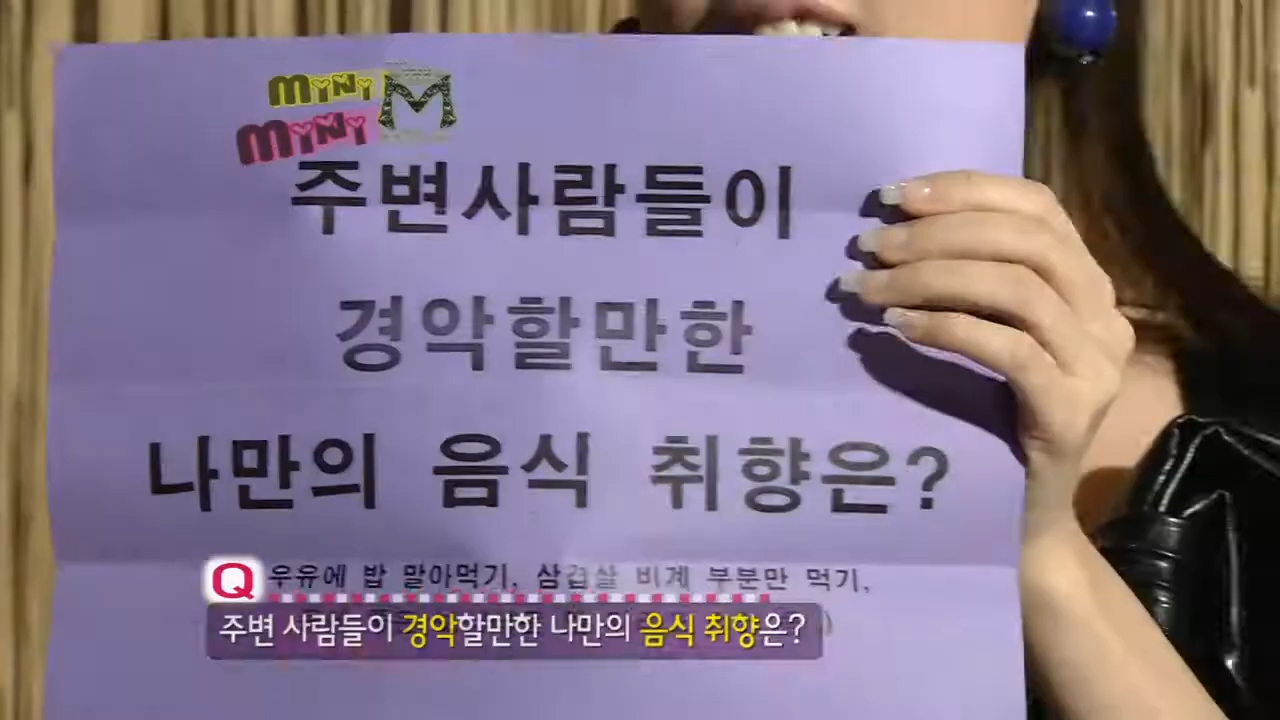 MYNY
MYNY M
주변사람들이
경악할만한
나만의 음식 취향은?
우유에 밥 말아먹기, 삼겹살 비계 부분만 먹기,
Q
주변 사람들이 경악할만한 나만의 음식 취향은?